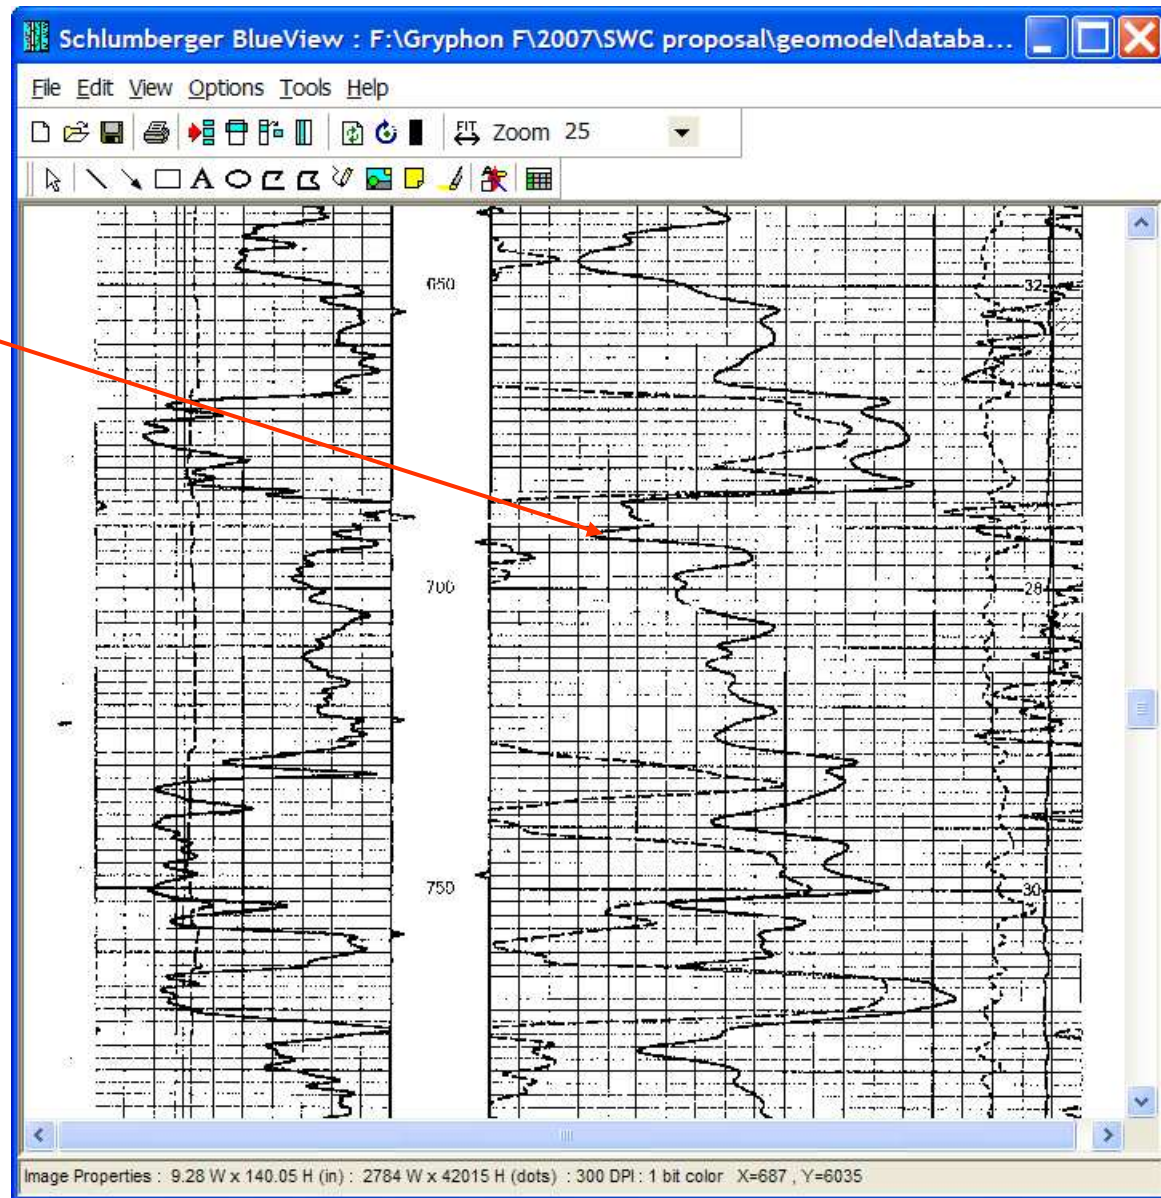 Schlumberger BlueView : F:\Gryphon F\2007\SWC proposal\geomodel\databa...
File Edit View Options Tools Help
FIT Zoom 25
A
650 32
700 28
750 30
Image Properties : 9.28 W x 140.05 H (in) : 2784 W x 42015 H (dots) : 300 DPI : 1 bit color X=687 , Y=6035